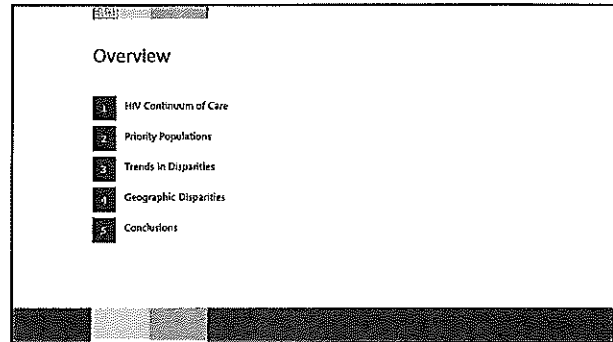 Overview
1 HIV Continuum of Care
2 Priority Populations
3 Trends in Disparities
4 Geographic Disparities
5 Conclusions